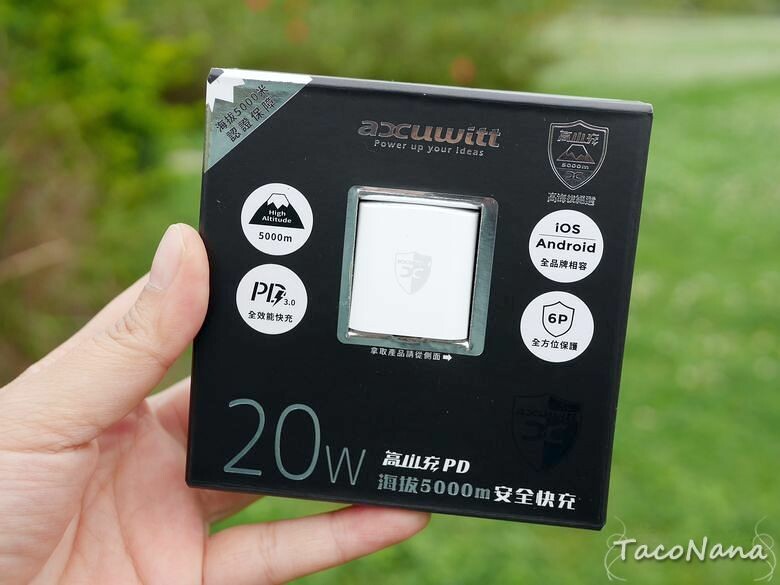 海拔5000米
認證保障
axcuwitt
Power up your ideas
高山充
5000m
高海拔認證
High
Altitude
5000m
iOS
Android
全品牌相容
PD 3.0
全效能快充
6P
全方位保護
拿取產品請從側面
20W
高山充PD
海拔5000m安全快充
TacoNana